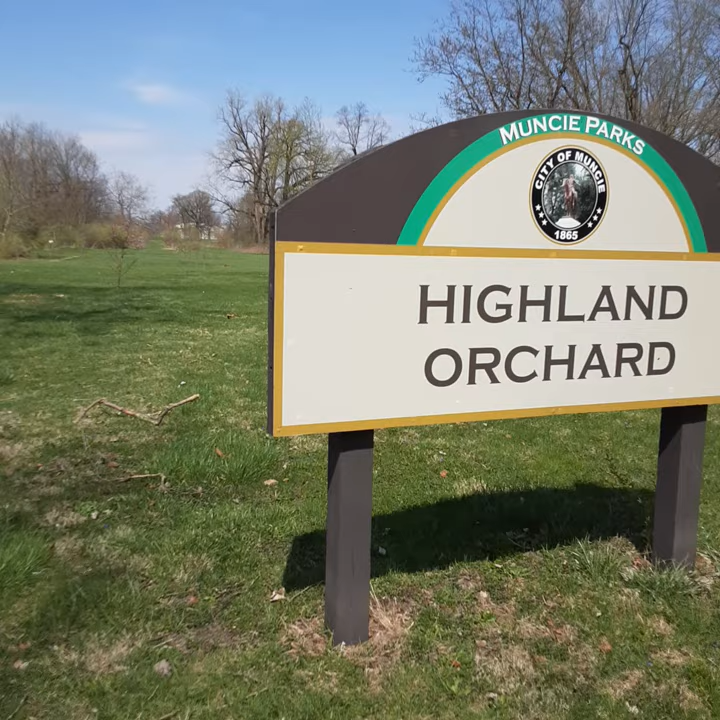 MUNCIE PARKS
CITY OF MUNCIE
1865
HIGHLAND
ORCHARD